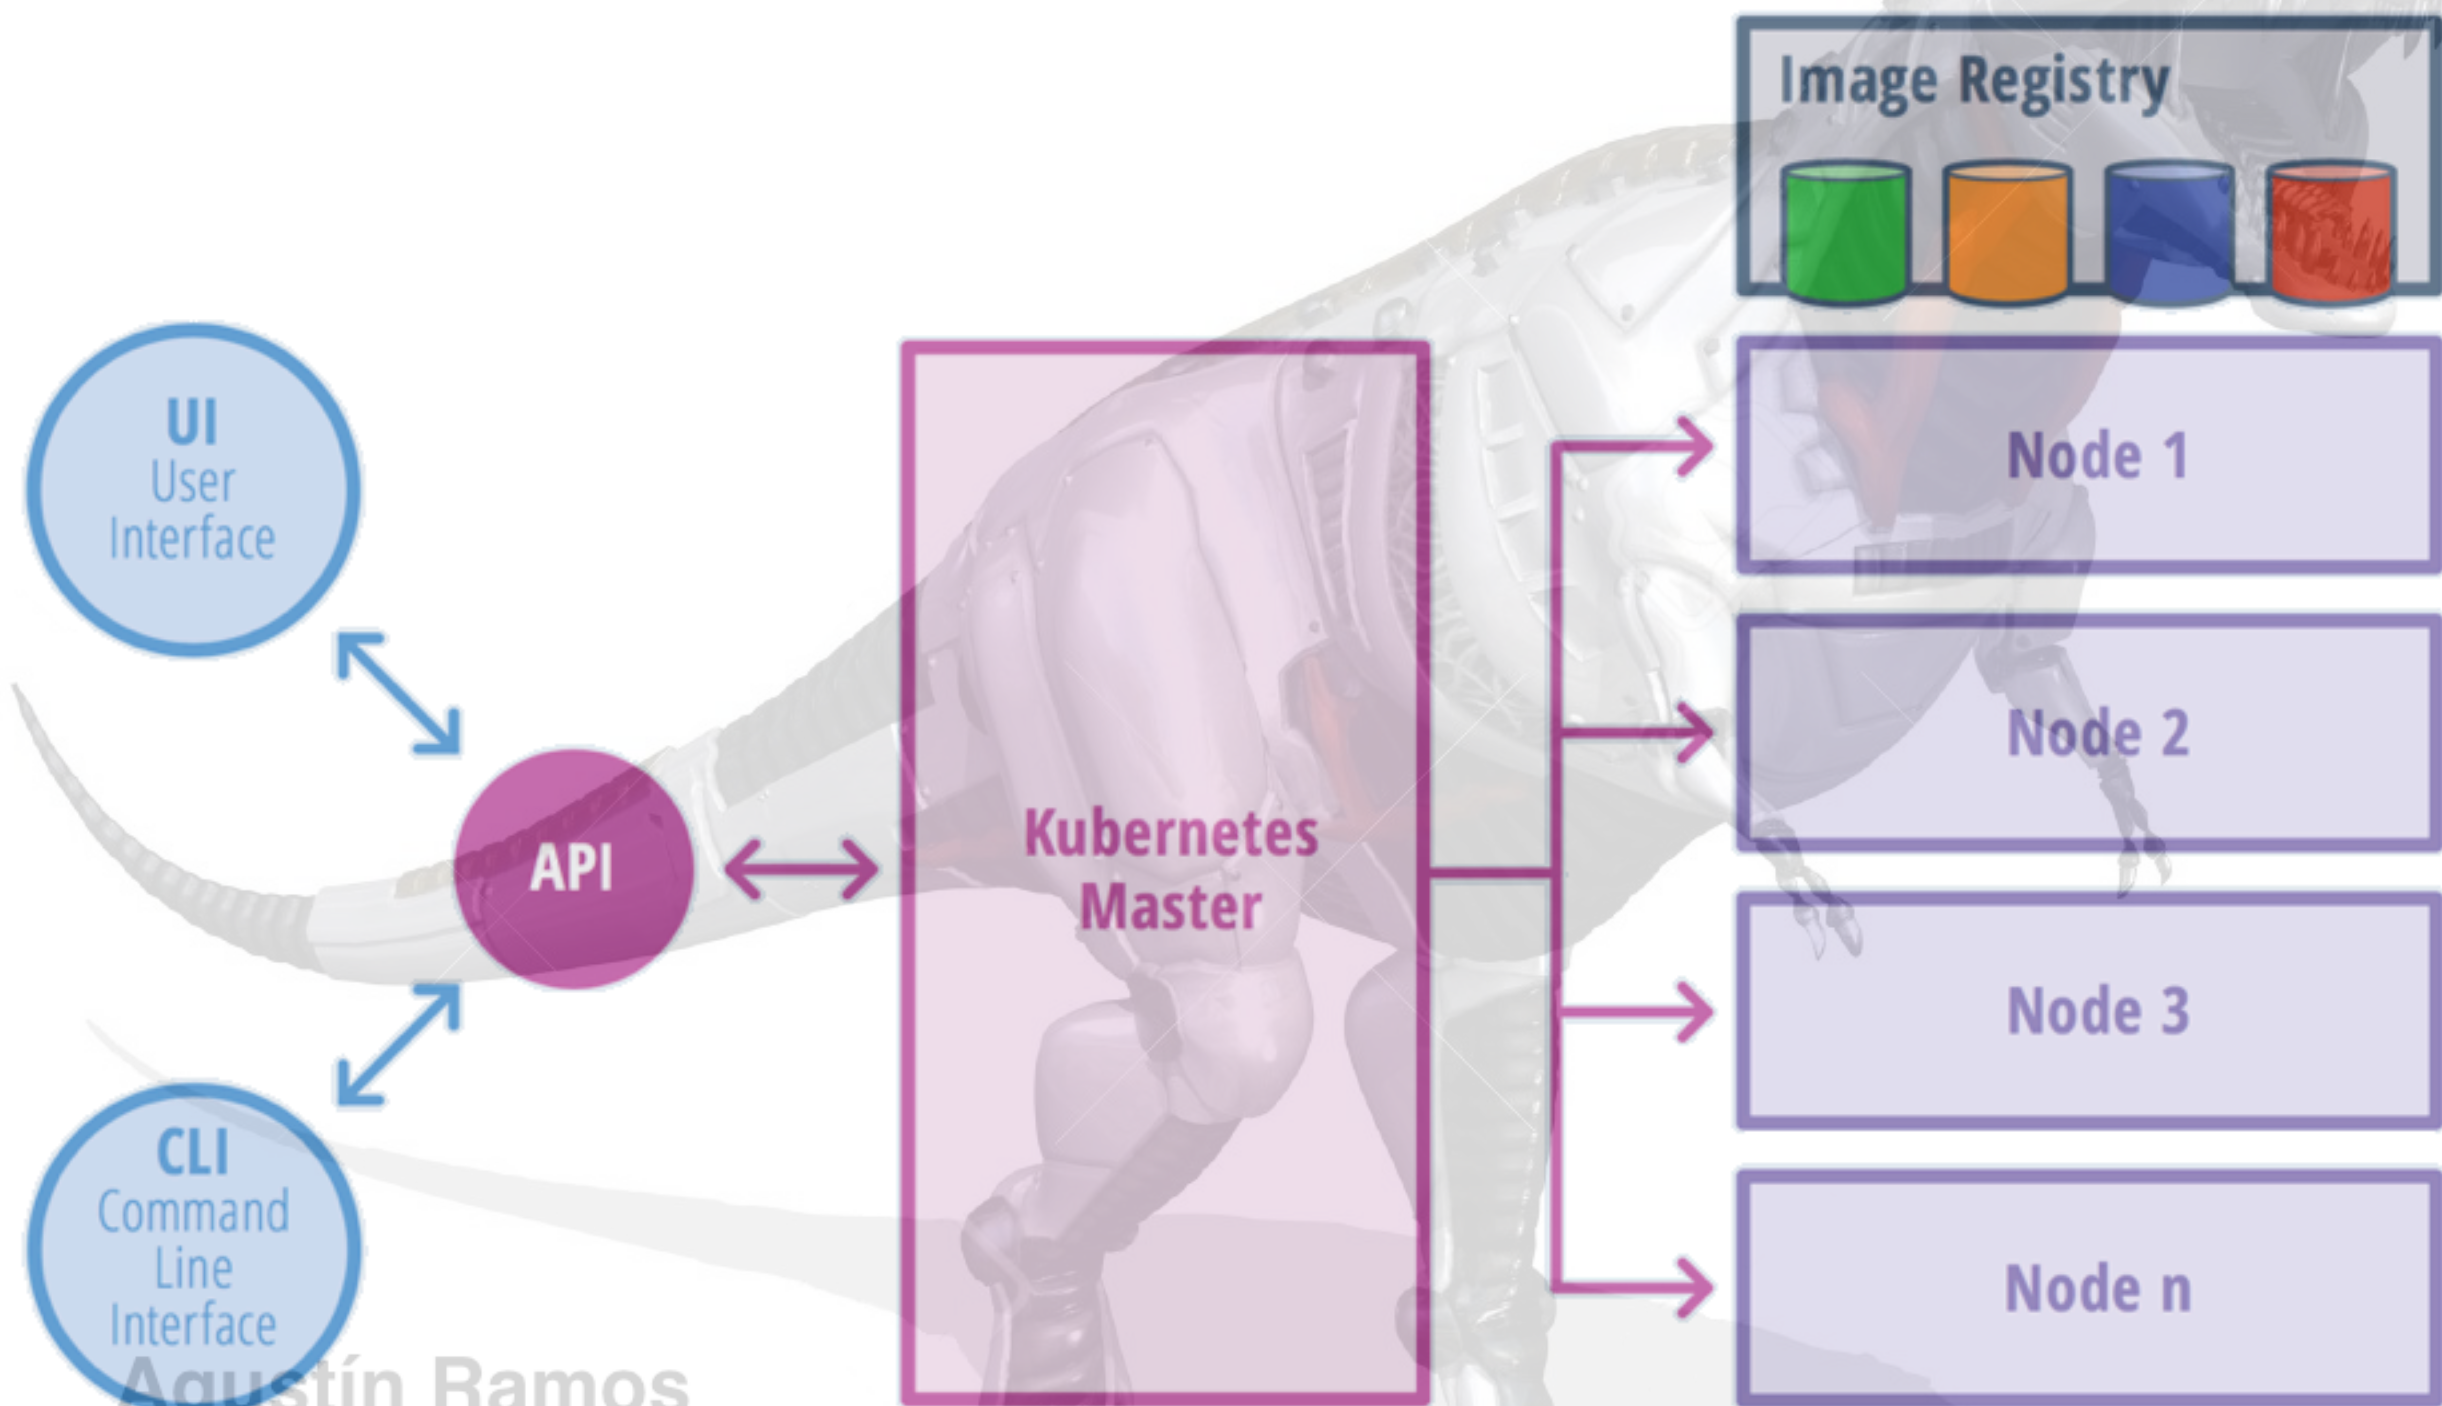 Image Registry
UI
User
Interface
Node 1
Node 2
API
Kubernetes
Master
Node 3
CLI
Command
Line
Interface
Node n
Agustín Ramos